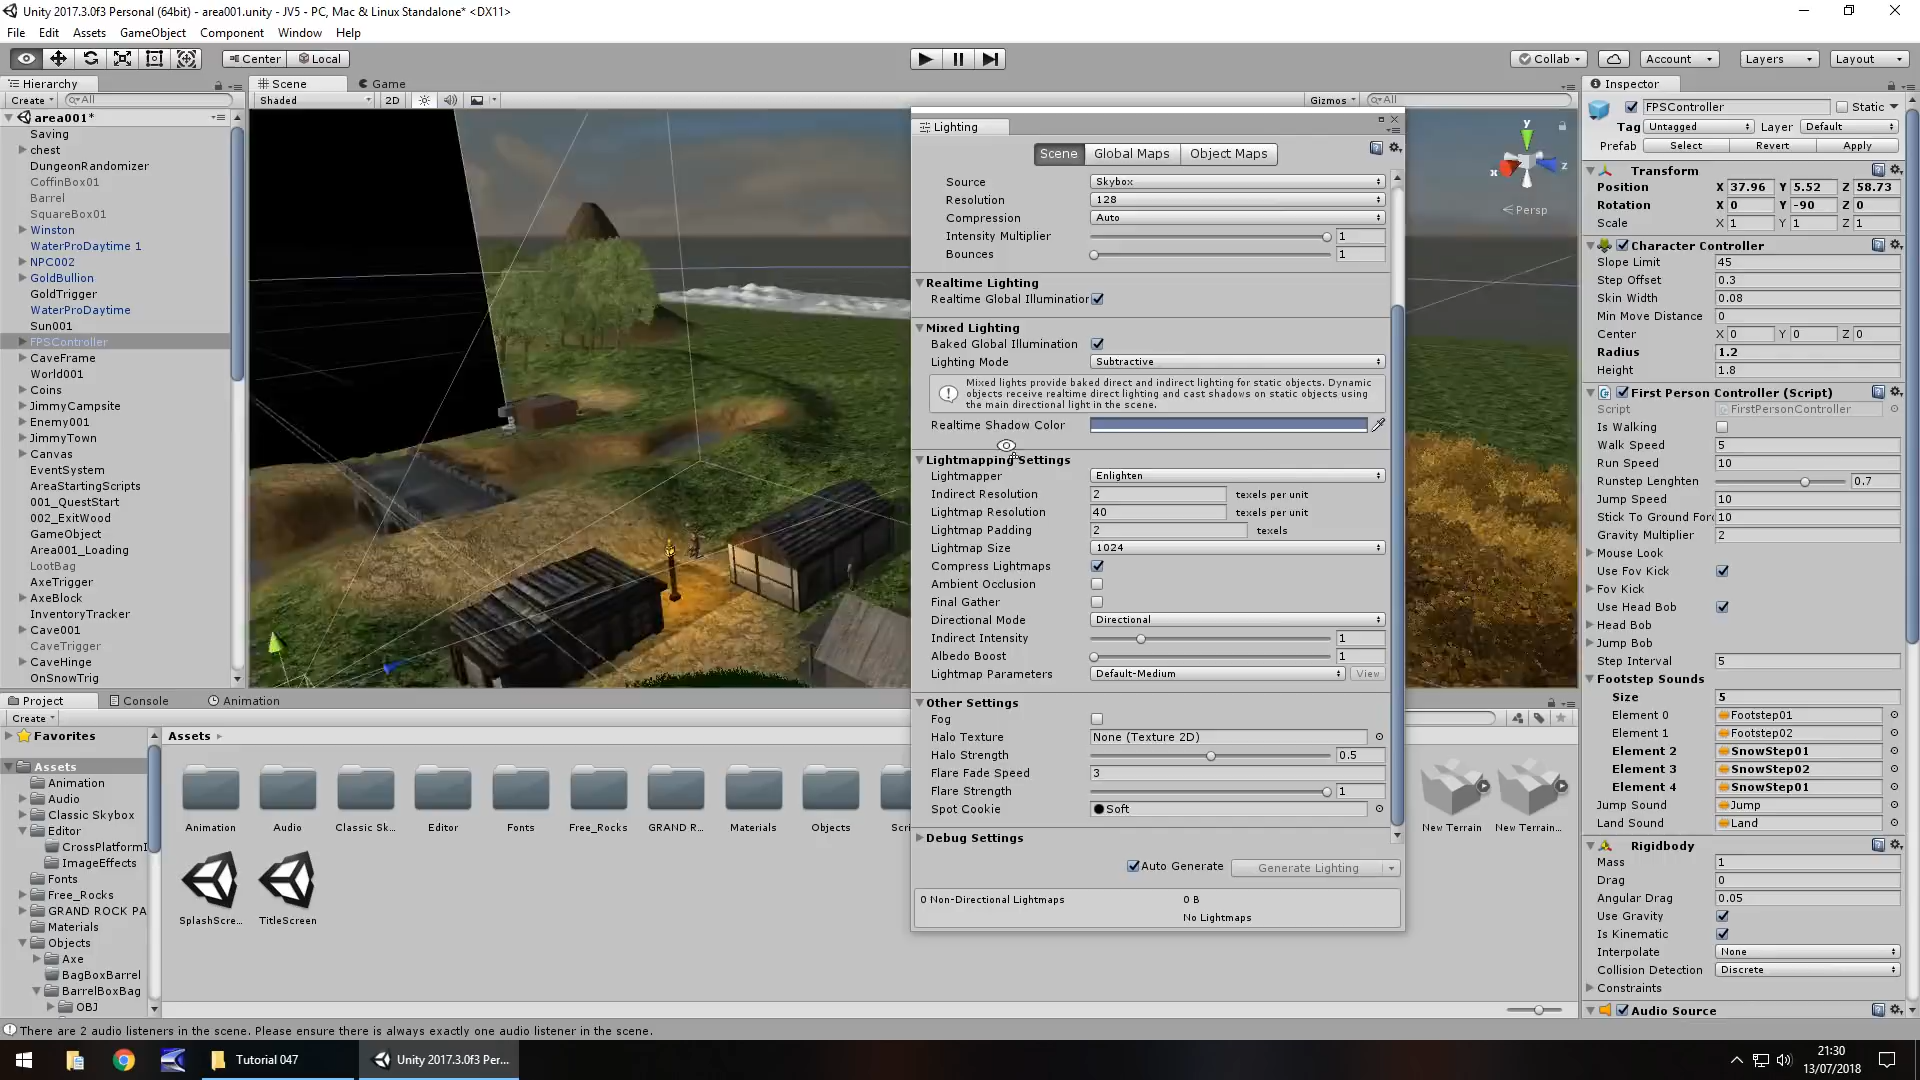 Unity 2017.3.0f3 Personal (64bit) - area001.unity - JV5 - PC, Mac & Linux Standalone* <DX11>
File Edit Assets GameObject Component Window Help
Center Local
Collab Account Layers Layout
Hierarchy
Create All
area001*
Saving
chest
DungeonRandomizer
CoffinBox01
Barrel
SquareBox01
Winston
WaterProDaytime 1
NPC002
GoldBullion
GoldTrigger
WaterProDaytime
Sun001
FPSController
CaveFrame
World001
Coins
JimmyCampsite
Enemy001
JimmyTown
Canvas
EventSystem
AreaStartingScripts
001_QuestStart
002_ExitWood
GameObject
Area001_Loading
LootBag
AxeTrigger
AxeBlock
InventoryTracker
Cave001
CaveTrigger
CaveHinge
OnSnowTrig
Scene Game
Shaded 2D Gizmos All
y
x z
Persp
Lighting
Scene Global Maps Object Maps
Source Skybox
Resolution 128
Compression Auto
Intensity Multiplier 1
Bounces 1
Realtime Lighting
Realtime Global Illumination
Mixed Lighting
Baked Global Illumination
Lighting Mode Subtractive
Mixed lights provide baked direct and indirect lighting for static objects. Dynamic
objects receive realtime direct lighting and cast shadows on static objects using
the main directional light in the scene.
Realtime Shadow Color
Lightmapping Settings
Lightmapper Enlighten
Indirect Resolution 2 texels per unit
Lightmap Resolution 40 texels per unit
Lightmap Padding 2 texels
Lightmap Size 1024
Compress Lightmaps
Ambient Occlusion
Final Gather
Directional Mode Directional
Indirect Intensity 1
Albedo Boost 1
Lightmap Parameters Default-Medium View
Other Settings
Fog
Halo Texture None (Texture 2D)
Halo Strength 0.5
Flare Fade Speed 3
Flare Strength 1
Spot Cookie Soft
Debug Settings
Auto Generate Generate Lighting
0 Non-Directional Lightmaps 0 B
No Lightmaps
Inspector
FPSController Static
Tag Untagged Layer Default
Prefab Select Revert Apply
Transform
Position X 37.96 Y 5.52 Z 58.73
Rotation X 0 Y -90 Z 0
Scale X 1 Y 1 Z 1
Character Controller
Slope Limit 45
Step Offset 0.3
Skin Width 0.08
Min Move Distance 0
Center X 0 Y 0 Z 0
Radius 1.2
Height 1.8
First Person Controller (Script)
Script FirstPersonController
Is Walking
Walk Speed 5
Run Speed 10
Runstep Lenghten 0.7
Jump Speed 10
Stick To Ground Forc 10
Gravity Multiplier 2
Mouse Look
Use Fov Kick
Fov Kick
Use Head Bob
Head Bob
Jump Bob
Step Interval 5
Footstep Sounds
Size 5
Element 0 Footstep01
Element 1 Footstep02
Element 2 SnowStep01
Element 3 SnowStep02
Element 4 SnowStep01
Jump Sound Jump
Land Sound Land
Rigidbody
Mass 1
Drag 0
Angular Drag 0.05
Use Gravity
Is Kinematic
Interpolate None
Collision Detection Discrete
Constraints
Audio Source
Project Console Animation
Create
Favorites
Assets
Animation
Audio
Classic Skybox
Editor
CrossPlatformI
ImageEffects
Fonts
Free_Rocks
GRAND ROCK PA
Materials
Objects
Axe
BagBoxBarrel
BarrelBoxBag
OBJ
Assets
Animation Audio Classic Sk... Editor Fonts Free_Rocks GRAND R... Materials Objects Scri New Terrain New Terrain...
SplashScre... TitleScreen
There are 2 audio listeners in the scene. Please ensure there is always exactly one audio listener in the scene.
Tutorial 047 Unity 2017.3.0f3 Per...
21:30
13/07/2018